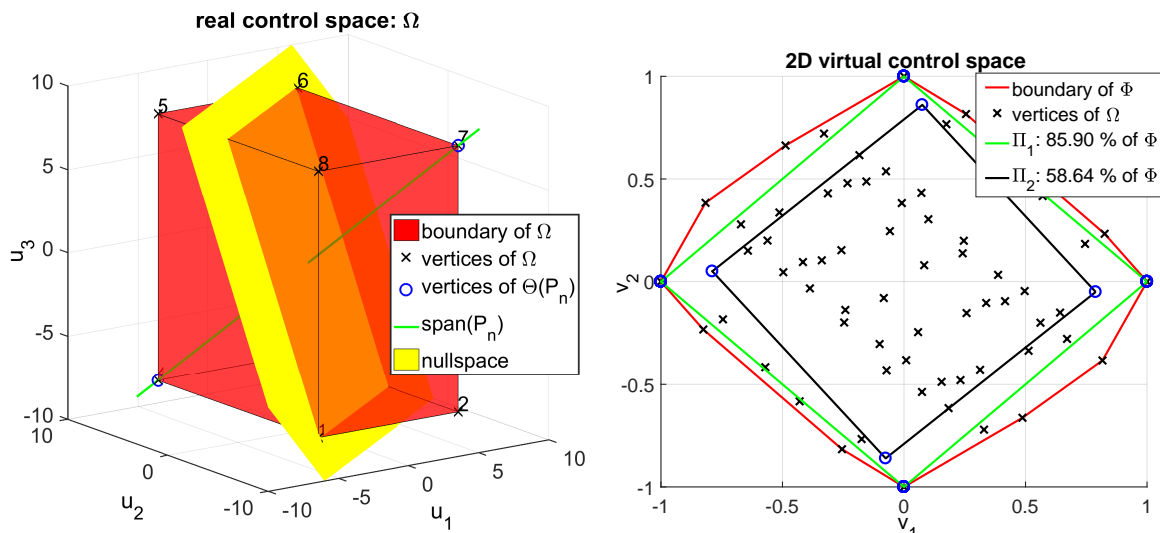 real control space: Ω
10
5
0
-5
-10
u3
5
6
7
8
1
2
boundary of Ω
vertices of Ω
vertices of Θ(Pn)
span(Pn)
nullspace
10
0
-10
u2
-10
-5
0
5
10
u1
2D virtual control space
1
0.5
0
-0.5
-1
v2
boundary of Φ
vertices of Ω
Π1: 85.90 % of Φ
Π2: 58.64 % of Φ
-1
-0.5
0
0.5
1
v1